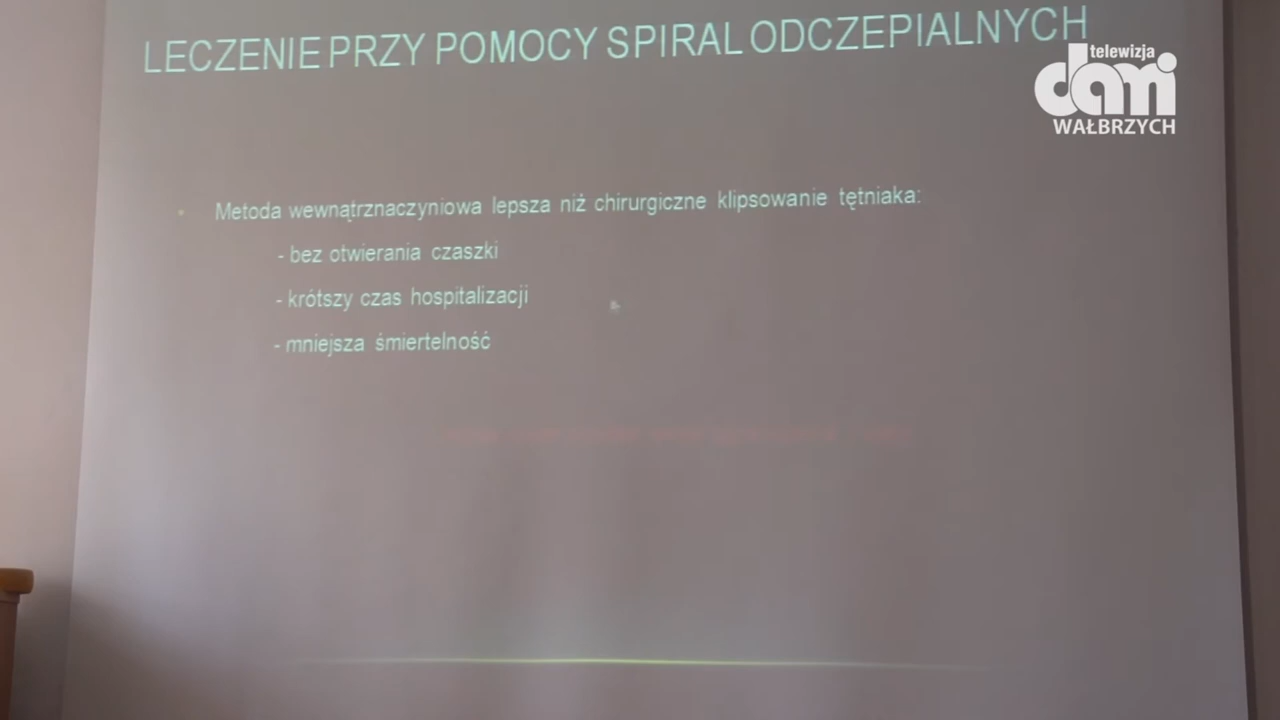 LECZENIE PRZY POMOCY SPIRAL ODCZEPIALNYCH
telewizja
dami
WAŁBRZYCH
Metoda wewnątrznaczyniowa lepsza niż chirurgiczne klipsowanie tętniaka:
- bez otwierania czaszki
- krótszy czas hospitalizacji
- mniejsza śmiertelność